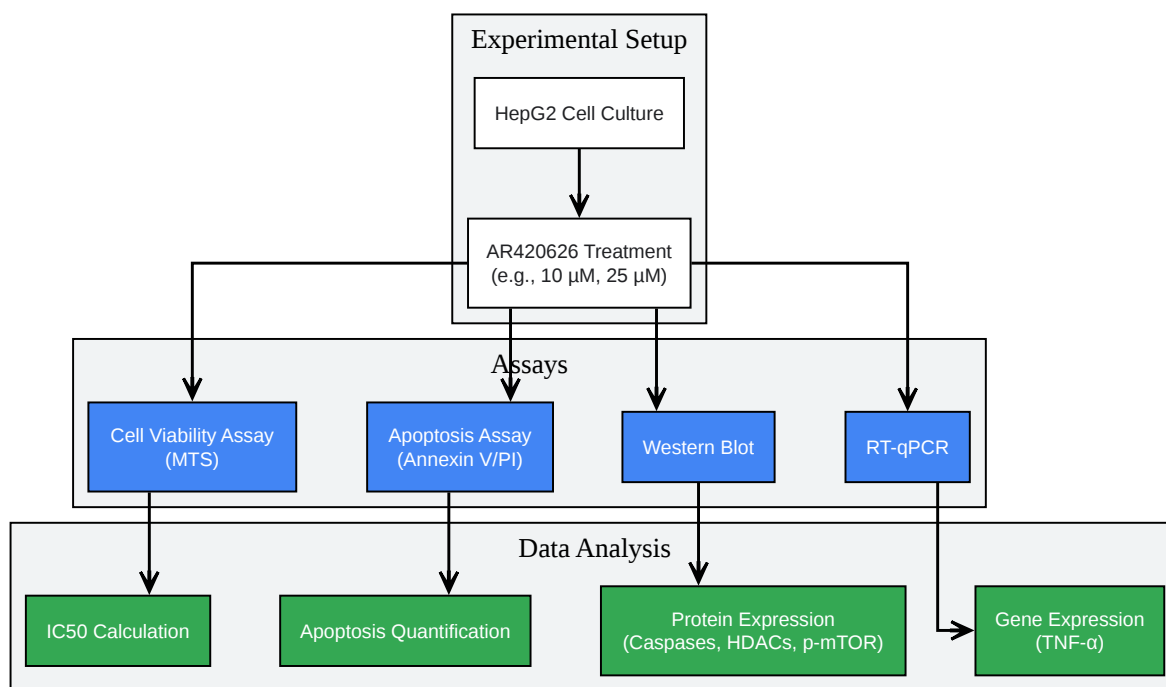 Experimental Setup
HepG2 Cell Culture
AR420626 Treatment
(e.g., 10 µM, 25 µM)
Assays
Cell Viability Assay
(MTS)
Apoptosis Assay
(Annexin V/PI)
Western Blot
RT-qPCR
Data Analysis
IC50 Calculation
Apoptosis Quantification
Protein Expression
(Caspases, HDACs, p-mTOR)
Gene Expression
(TNF-α)